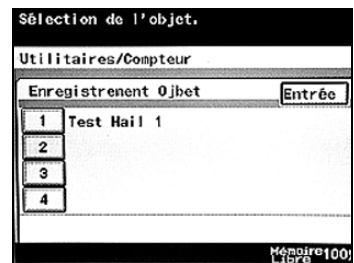 Sélection de l'objet.
Utilitaires/Compteur
Enregistrenent Ojbet
Entrée
1 Test Hail 1
2
3
4
Mémoire 100%
Libre